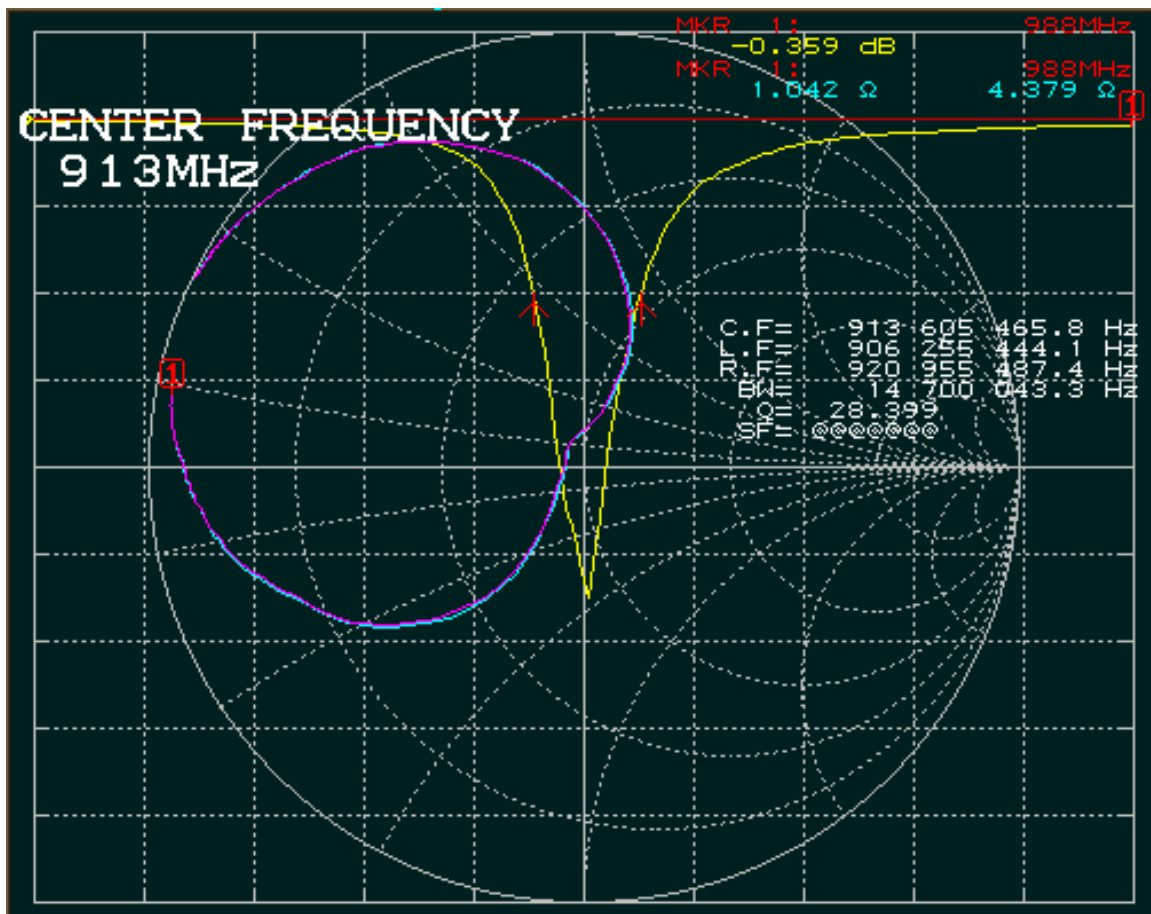 MKR 1: 988MHz
-0.359 dB
MKR 1: 988MHz
1.042 Ω 4.379 Ω
1
CENTER FREQUENCY
913MHz
C.F= 913 605 465.8 Hz
L.F= 906 255 444.1 Hz
1
R.F= 920 955 487.4 Hz
BW= 14 700 043.3 Hz
Q= 28.399
SF= @@@@@@@